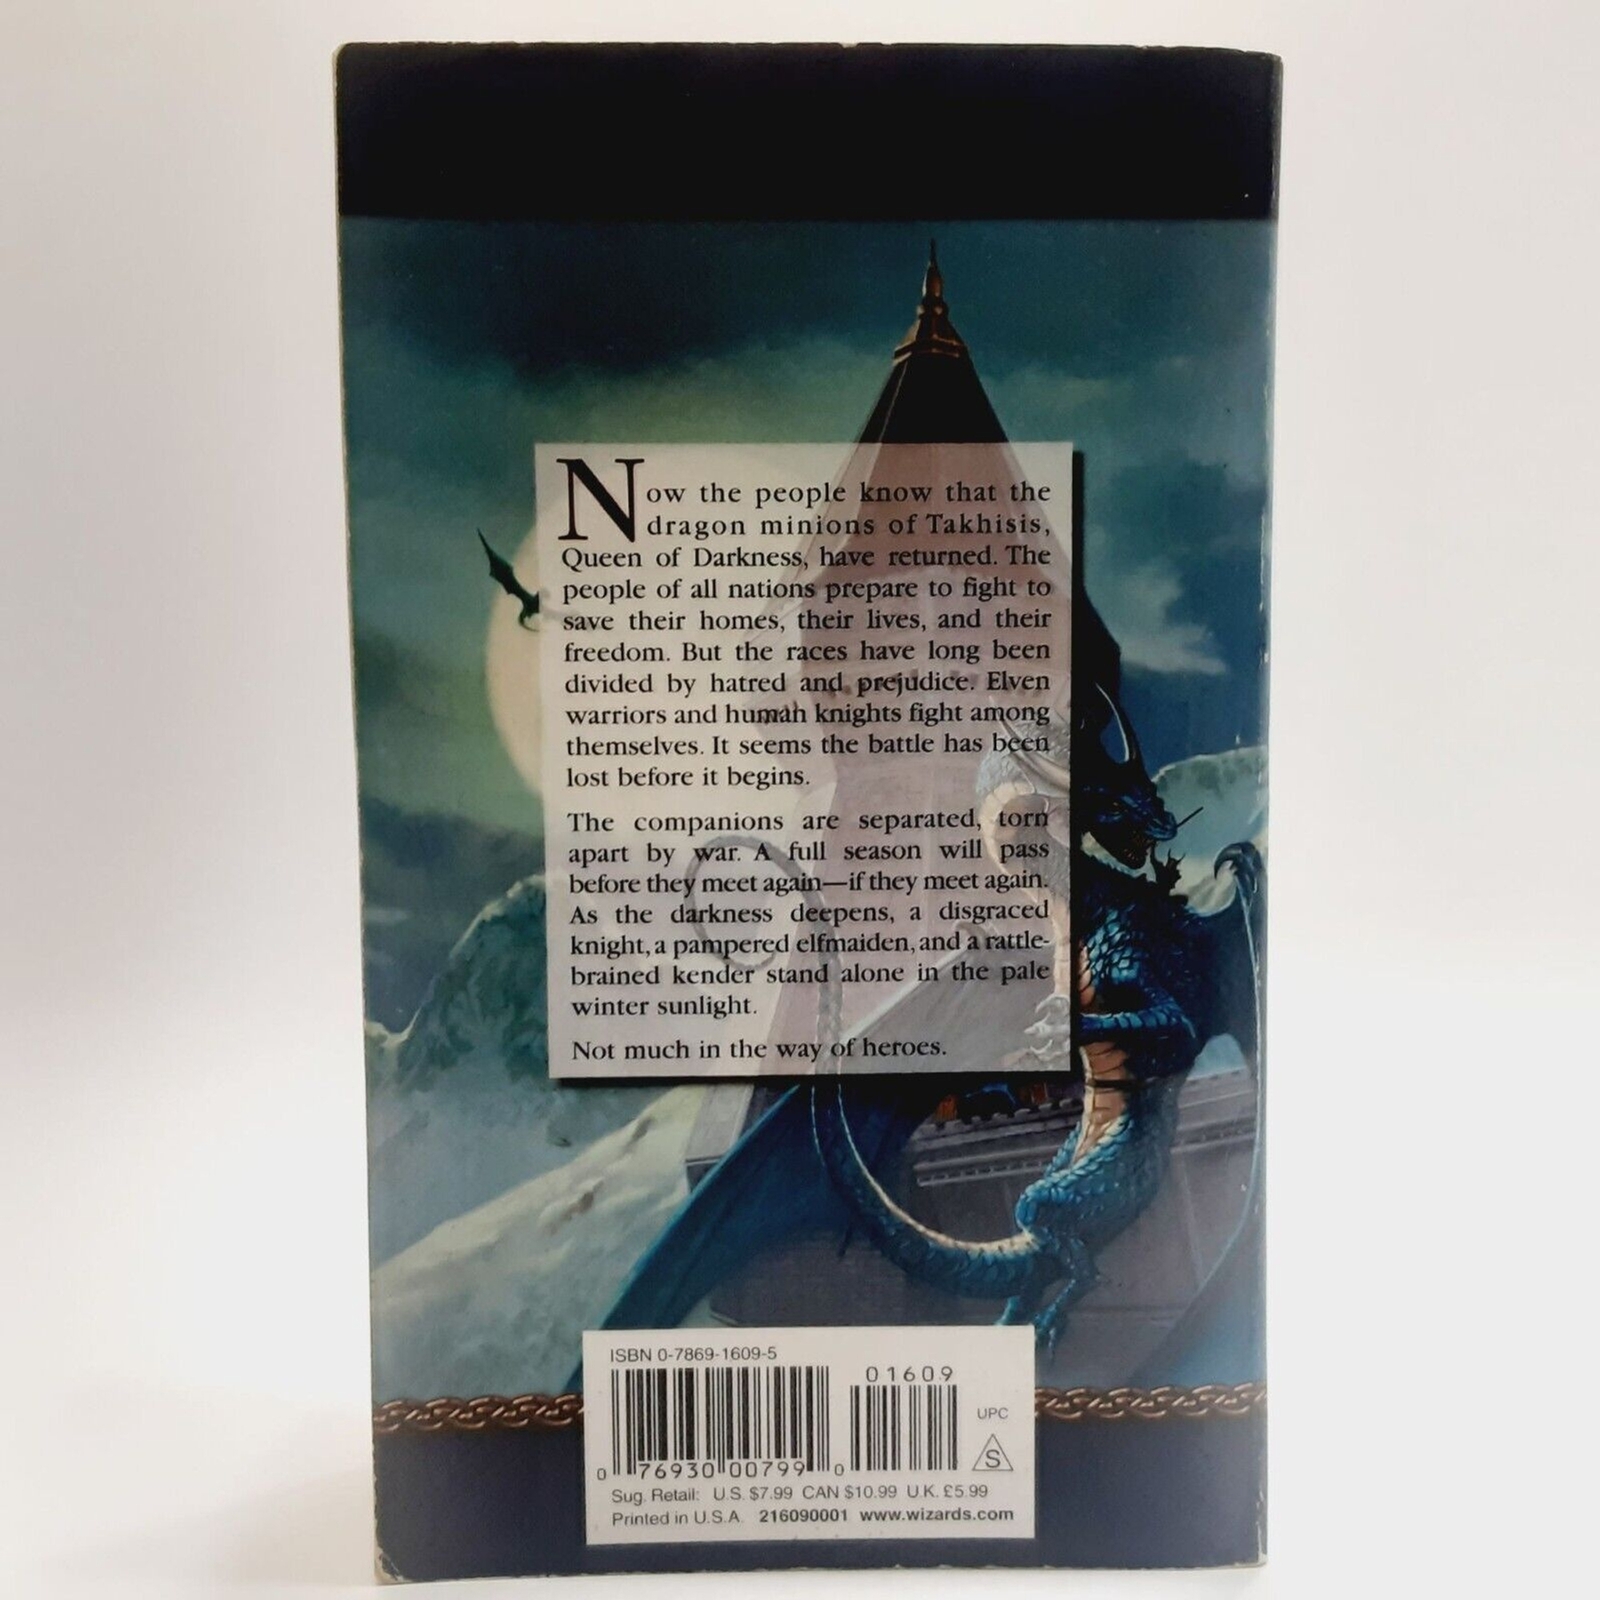 Now the people know that the
dragon minions of Takhisis,
Queen of Darkness, have returned. The
people of all nations prepare to fight to
save their homes, their lives, and their
freedom. But the races have long been
divided by hatred and prejudice. Elven
warriors and human knights fight among
themselves. It seems the battle has been
lost before it begins.
The companions are separated, torn
apart by war. A full season will pass
before they meet again—if they meet again.
As the darkness deepens, a disgraced
knight, a pampered elfmaiden, and a rattle-
brained kender stand alone in the pale
winter sunlight.
Not much in the way of heroes.
ISBN 0-7869-1609-5
01609
UPC
S
0 76930 00799 0
Sug. Retail: U.S. $7.99 CAN $10.99 U.K. £5.99
Printed in U.S.A. 216090001 www.wizards.com